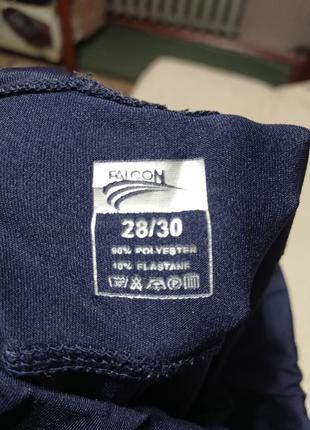 FALCON
28/30
90% POLYESTER
10% ELASTANE